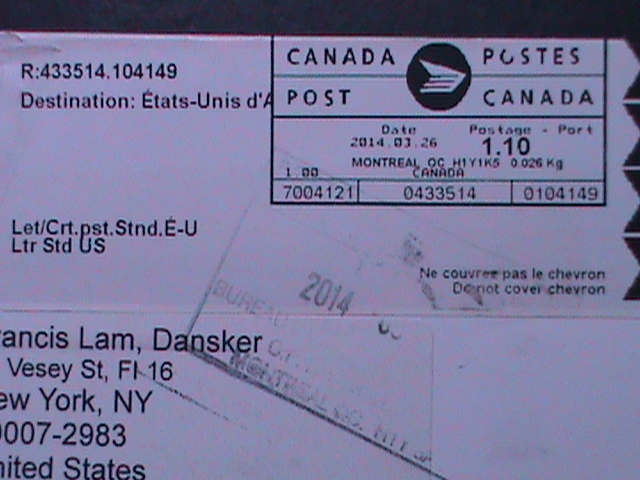 CANADA POSTES
POST CANADA
R:433514.104149
Destination: États-Unis d'A
Date Postage - Port
2014.03.26 1.10
MONTREAL QC H1Y1K5 0.026 Kg
1.00 CANADA
7004121 0433514 0104149
Let/Crt.pst.Stnd.É-U
Ltr Std US
Ne couvrez pas le chevron
Do not cover chevron
2014
BUREAU
MONTREAL
ancis Lam, Dansker
Vesey St, Fl 16
ew York, NY
0007-2983
nited States